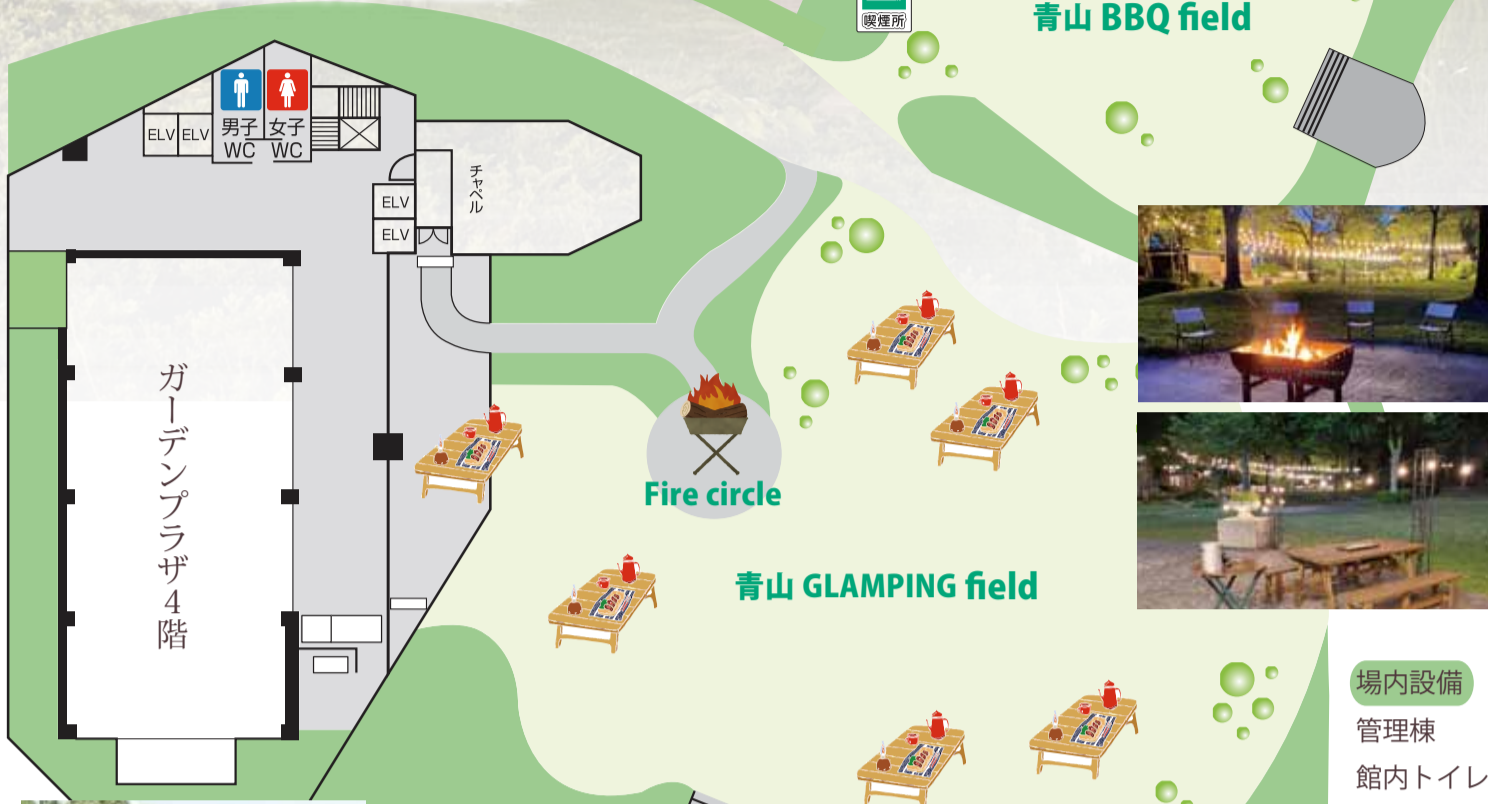 喫煙所
青山 BBQ field
ELV
ELV
男子
WC
女子
WC
チャペル
ELV
ELV
ガーデンプラザ4階
Fire circle
青山 GLAMPING field
場内設備
管理棟
館内トイレ